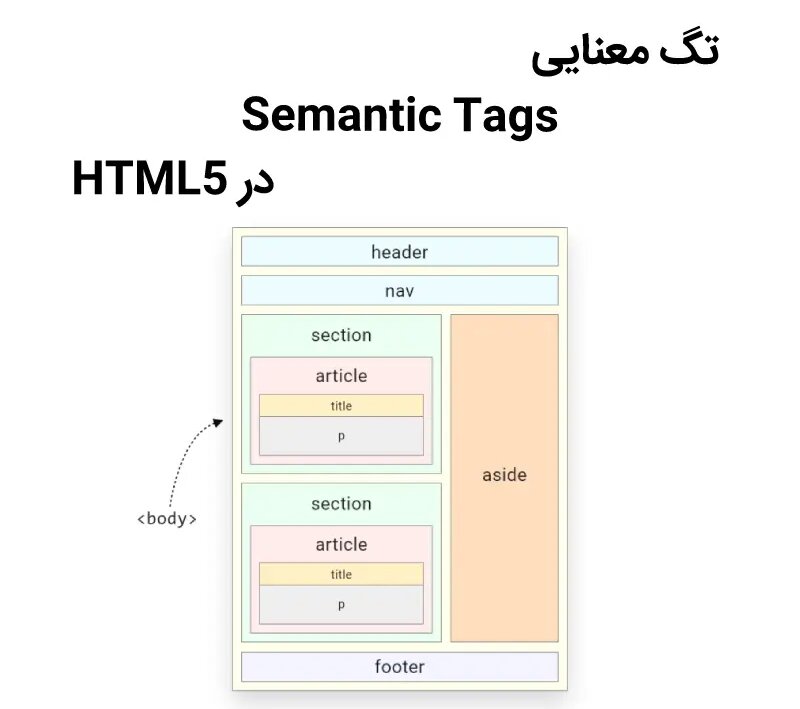 تگ معنایی
Semantic Tags
در HTML5
header
nav
section
article
title
p
aside
section
article
title
p
<body>
footer